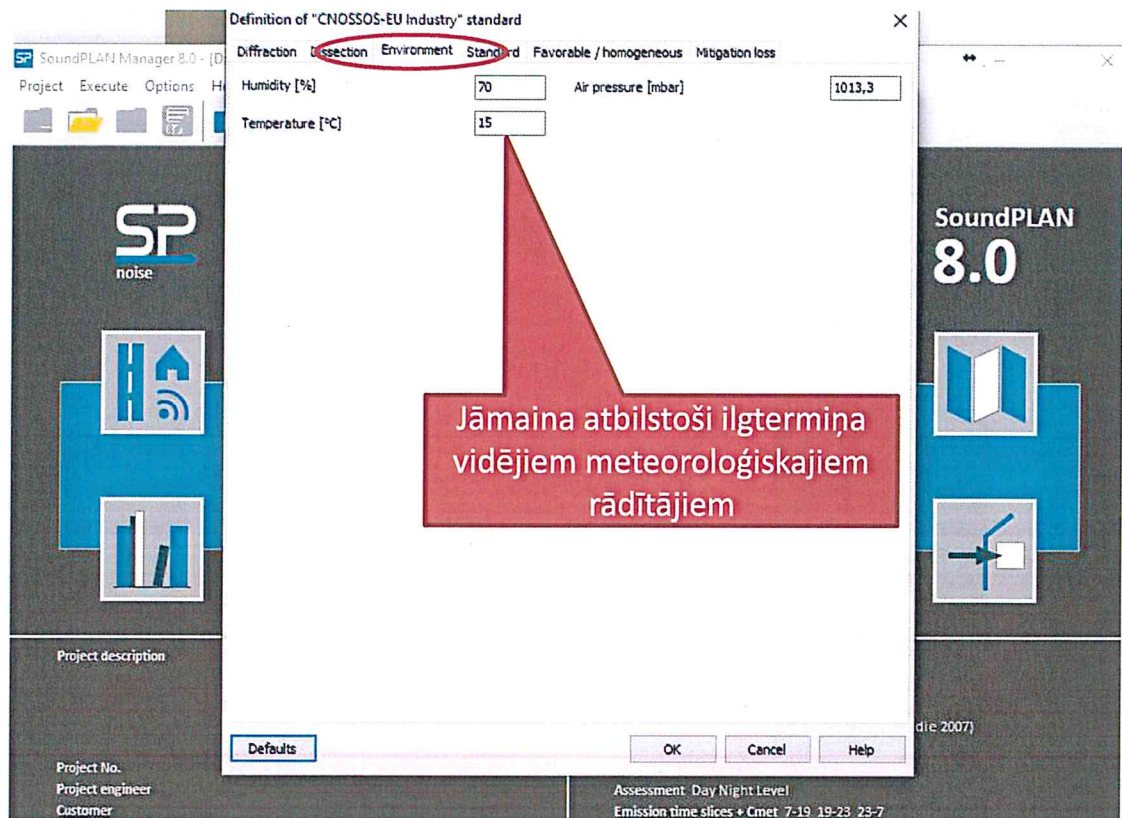 Definition of "CNOSSOS-EU Industry" standard
Diffraction Dissection Environment Standard Favorable / homogeneous Mitigation loss
SoundPLAN Manager 8.0 - [D
Project Execute Options H
Humidity [%] 70 Air pressure [mbar] 1013,3
Temperature [°C] 15
SP
noise
SoundPLAN
8.0
Jāmaina atbilstoši ilgtermiņa
vidējiem meteoroloģiskajiem
rādītājiem
Project description
die 2007)
Defaults OK Cancel Help
Project No.
Project engineer
Customer
Assessment Day Night Level
Emission time slices + Cmet 7-19 19-23 23-7